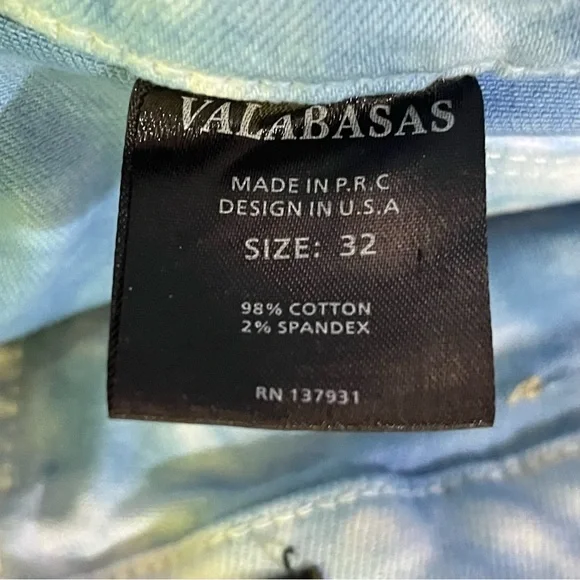 VALABASAS
MADE IN P.R.C
DESIGN IN U.S.A
SIZE: 32
98% COTTON
2% SPANDEX
RN 137931